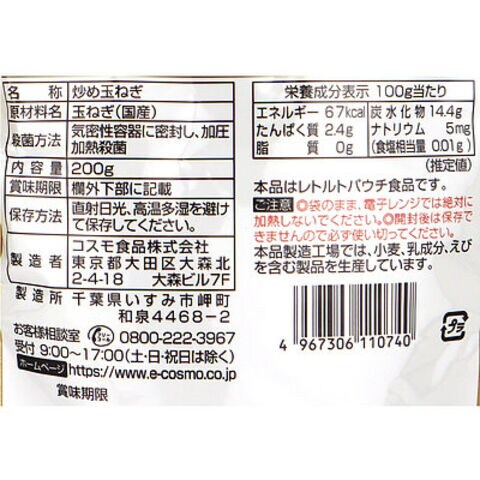 名称 炒め玉ねぎ
原材料名 玉ねぎ(国産)
殺菌方法 気密性容器に密封し、加圧
加熱殺菌
内容量 200g
賞味期限 欄外下部に記載
保存方法 直射日光、高温多湿を避け
て保存してください。
製造者 コスモ食品株式会社
東京都大田区大森北
2-4-18 大森ビル7F
製造所 千葉県いすみ市岬町
和泉4468-2
お客様相談室 0800-222-3967
受付 9:00~17:00(土・日・祝日は除く)
ホームページ https://www.e-cosmo.co.jp
賞味期限
栄養成分表示 100g当たり
エネルギー 67kcal 炭水化物 14.4g
たんぱく質 2.4g ナトリウム 5mg
脂質 0g (食塩相当量 0.01g)
(推定値)
本品はレトルトパウチ食品です。
ご注意 ◎袋のまま、電子レンジでは絶対に
加熱しないでください。◎開封後は保存で
きませんので必ず使い切ってください。
本品製造工場では、小麦、乳成分、えび
を含む製品を生産しています。
4 967306 110740
プラ